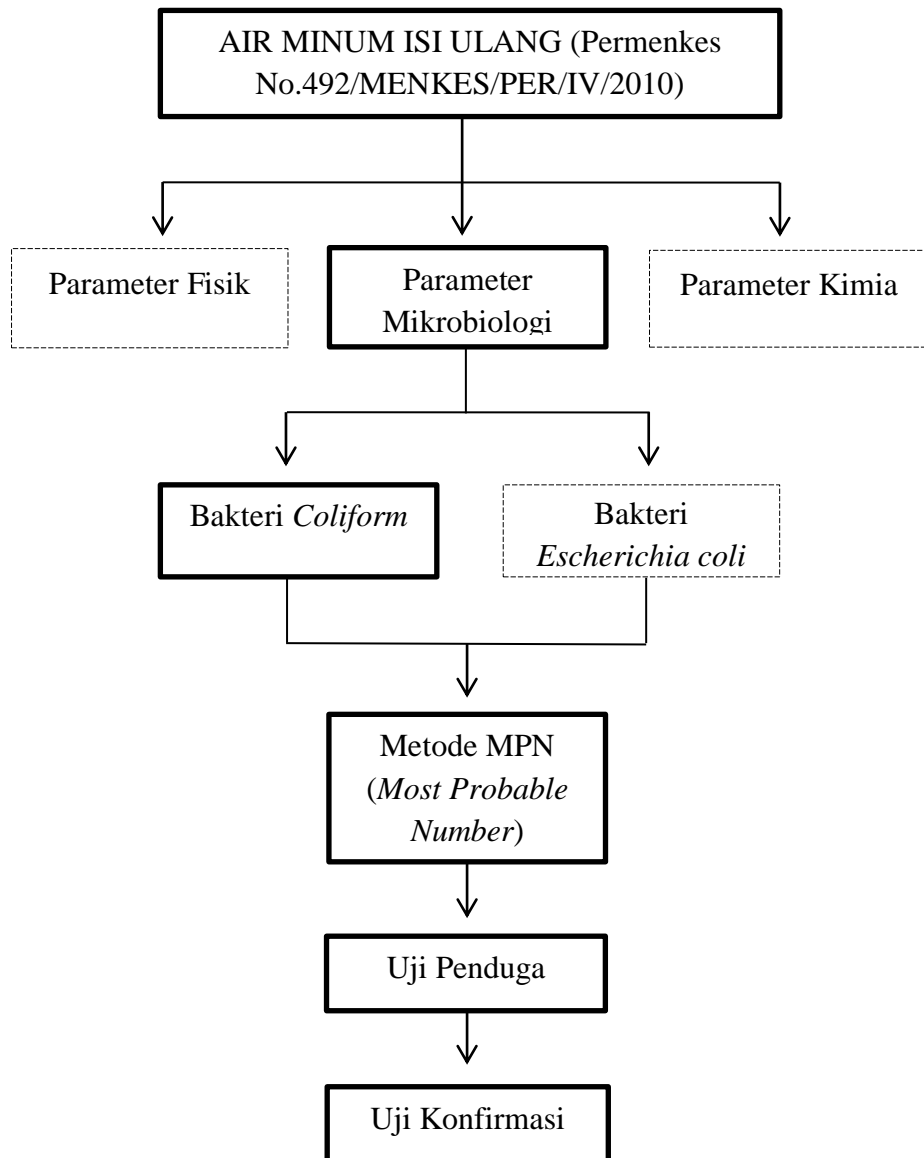 AIR MINUM ISI ULANG (Permenkes
No.492/MENKES/PER/IV/2010)
Parameter Fisik
Parameter
Mikrobiologi
Parameter Kimia
Bakteri Coliform
Bakteri
Escherichia coli
Metode MPN
(Most Probable
Number)
Uji Penduga
Uji Konfirmasi